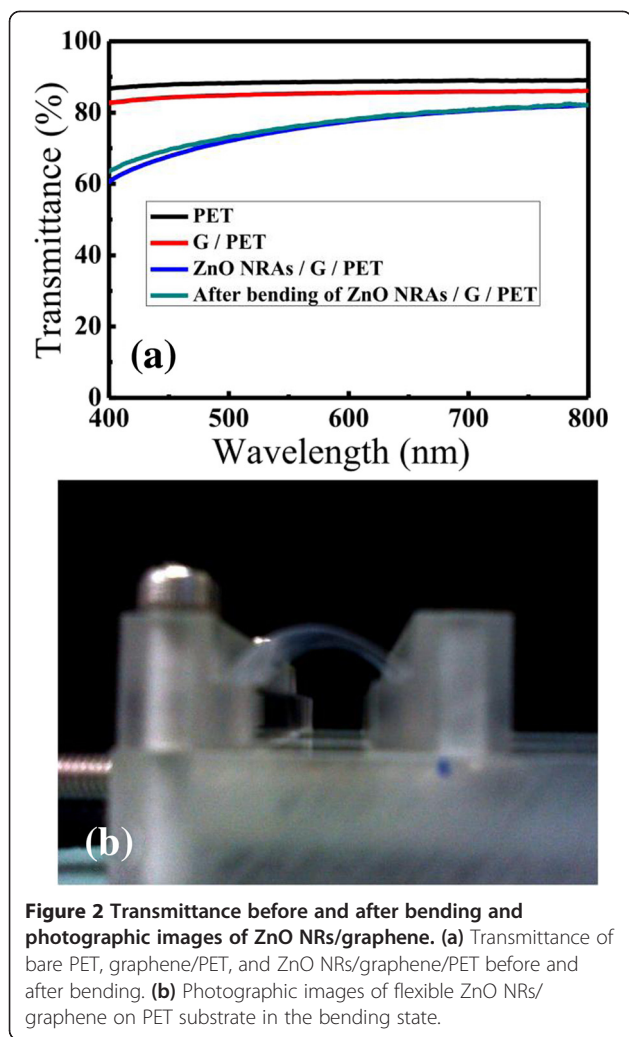 100
80
60
40
20
0
Transmittance (%)
PET
G / PET
ZnO NRAs / G / PET
After bending of ZnO NRAs / G / PET
(a)
400 500 600 700 800
Wavelength (nm)
(b)
Figure 2 Transmittance before and after bending and
photographic images of ZnO NRs/graphene. (a) Transmittance of
bare PET, graphene/PET, and ZnO NRs/graphene/PET before and
after bending. (b) Photographic images of flexible ZnO NRs/
graphene on PET substrate in the bending state.